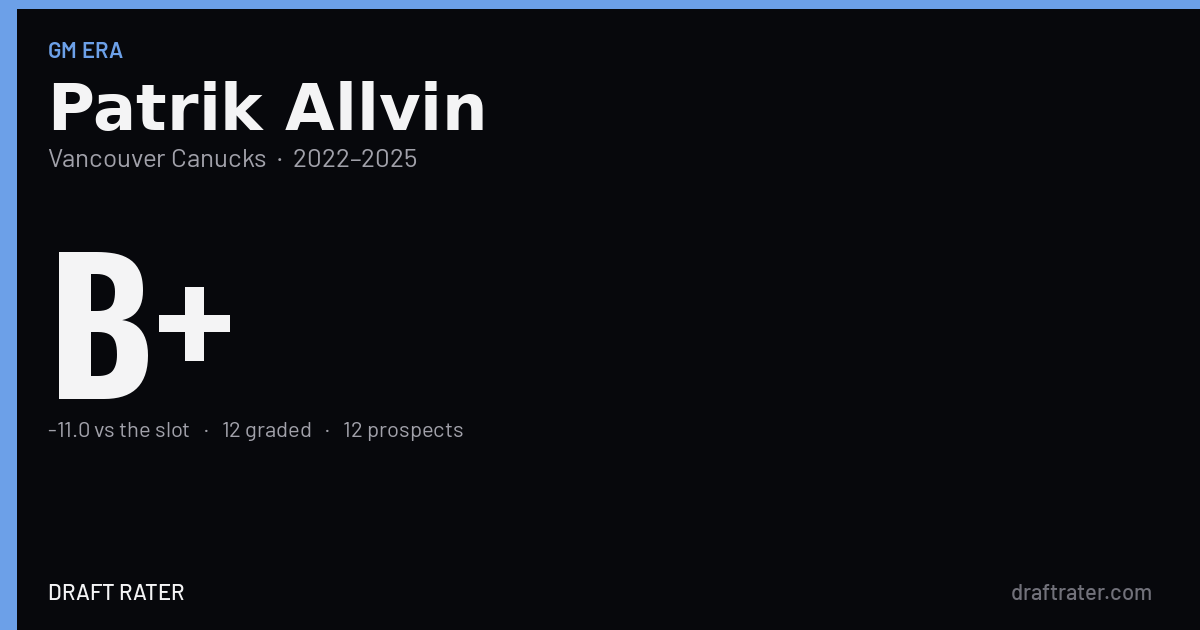 GM ERA
Patrik Allvin
Vancouver Canucks · 2022–2025
B+
-11.0 vs the slot · 12 graded · 12 prospects
DRAFT RATER
draftrater.com